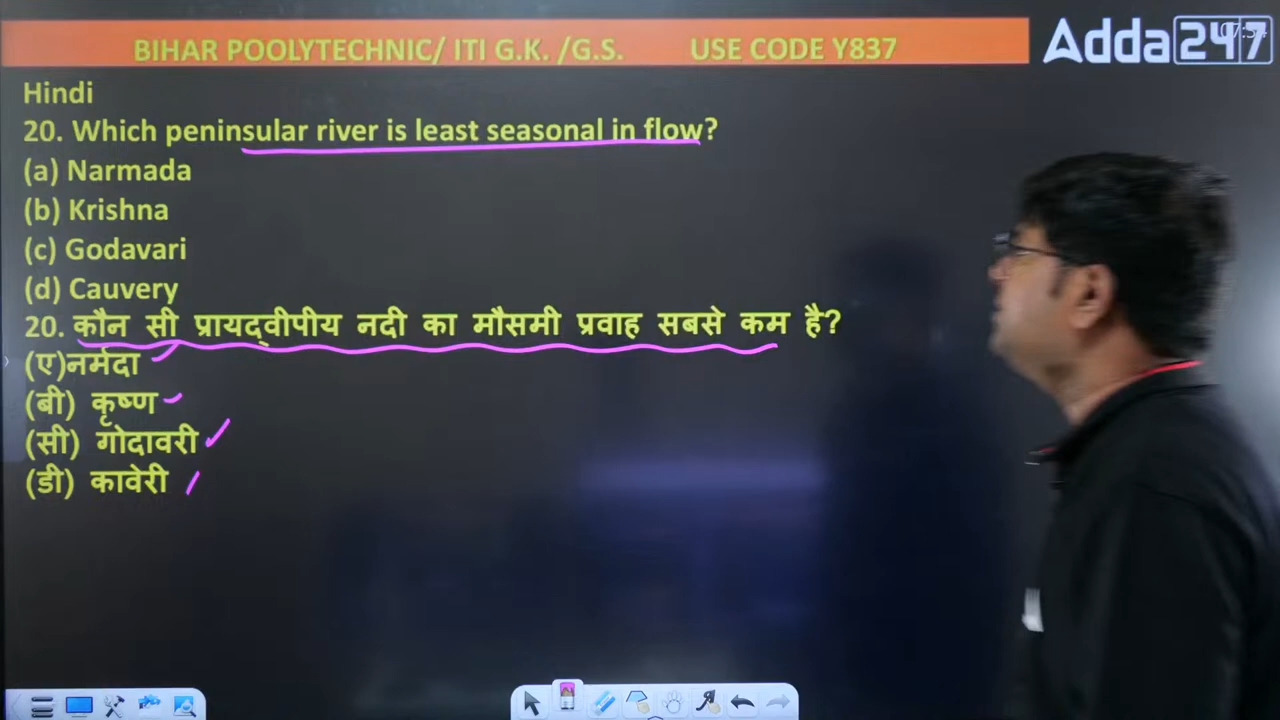 BIHAR POOLYTECHNIC/ ITI G.K. /G.S. USE CODE Y837
Adda247
Hindi
20. Which peninsular river is least seasonal in flow?
(a) Narmada
(b) Krishna
(c) Godavari
(d) Cauvery
20. कौन सी प्रायद्वीपीय नदी का मौसमी प्रवाह सबसे कम है?
(ए)नर्मदा
(बी) कृष्ण
(सी) गोदावरी
(डी) कावेरी